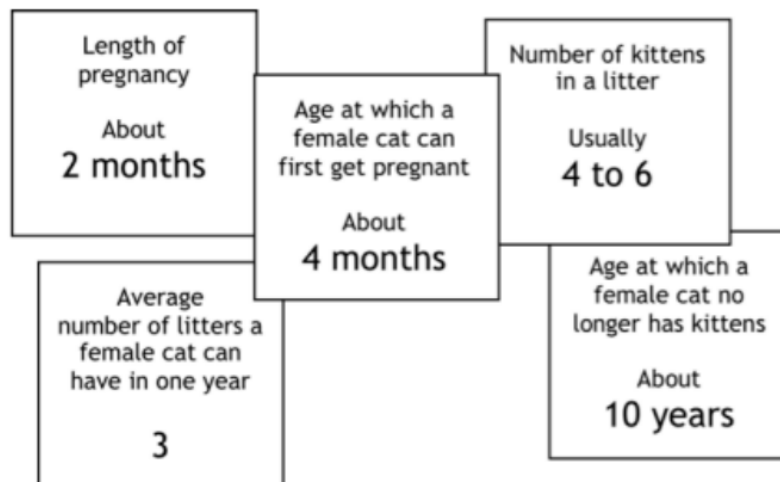 Length of
pregnancy
About
2 months
Age at which a
female cat can
first get pregnant
About
4 months
Number of kittens
in a litter
Usually
4 to 6
Average
number of litters a
female cat can
have in one year
3
Age at which a
female cat no
longer has kittens
About
10 years